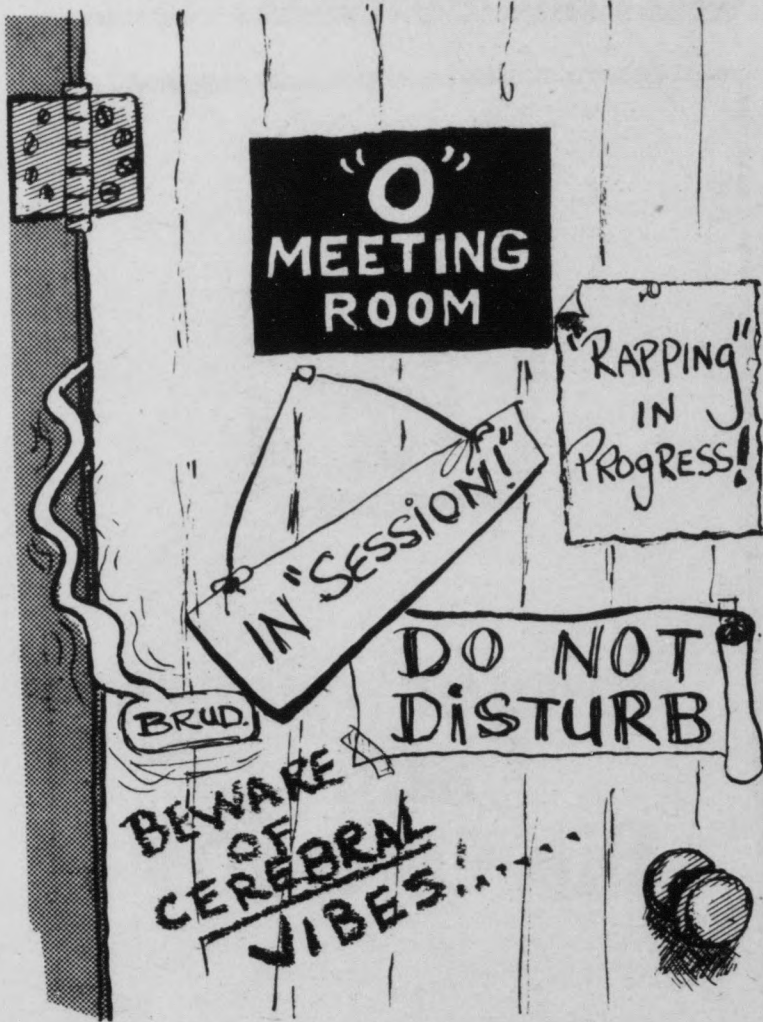 "O"
MEETING
ROOM
"RAPPING"
IN
PROGRESS!
IN "SESSION!"
DO NOT
DISTURB
BRUD.
BEWARE
OF
CEREBRAL
VIBES......